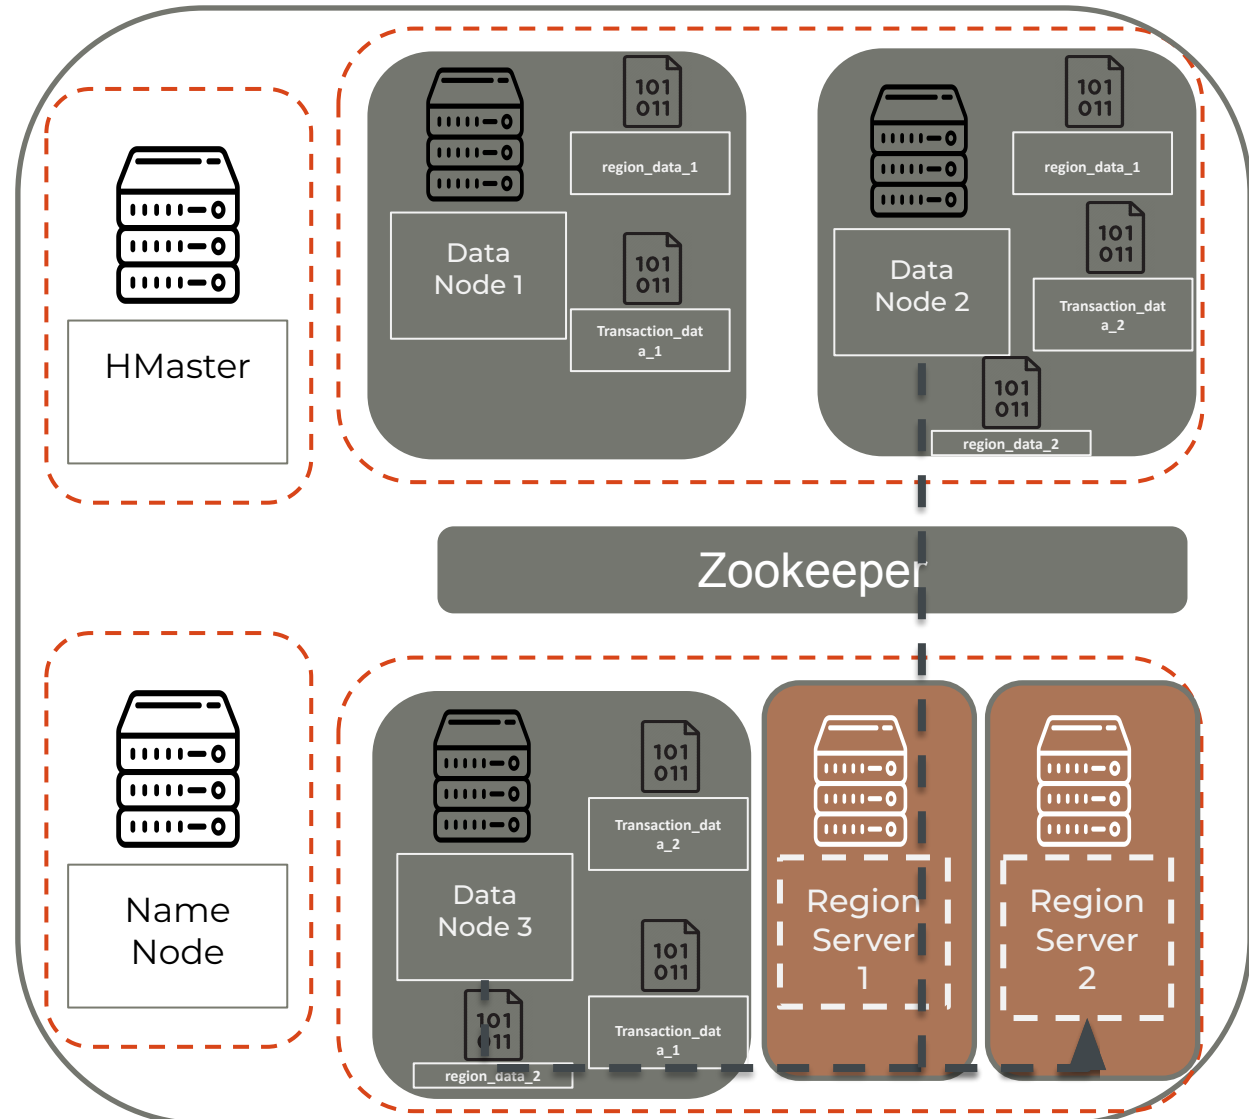 101
011
region_data_1
Data
Node 1
101
011
Transaction_dat
a_1
101
011
region_data_1
Data
Node 2
101
011
Transaction_dat
a_2
101
011
region_data_2
HMaster
Zookeeper
Name
Node
Data
Node 3
101
011
Transaction_dat
a_2
101
011
Transaction_dat
a_1
101
011
region_data_2
Region
Server
1
Region
Server
2